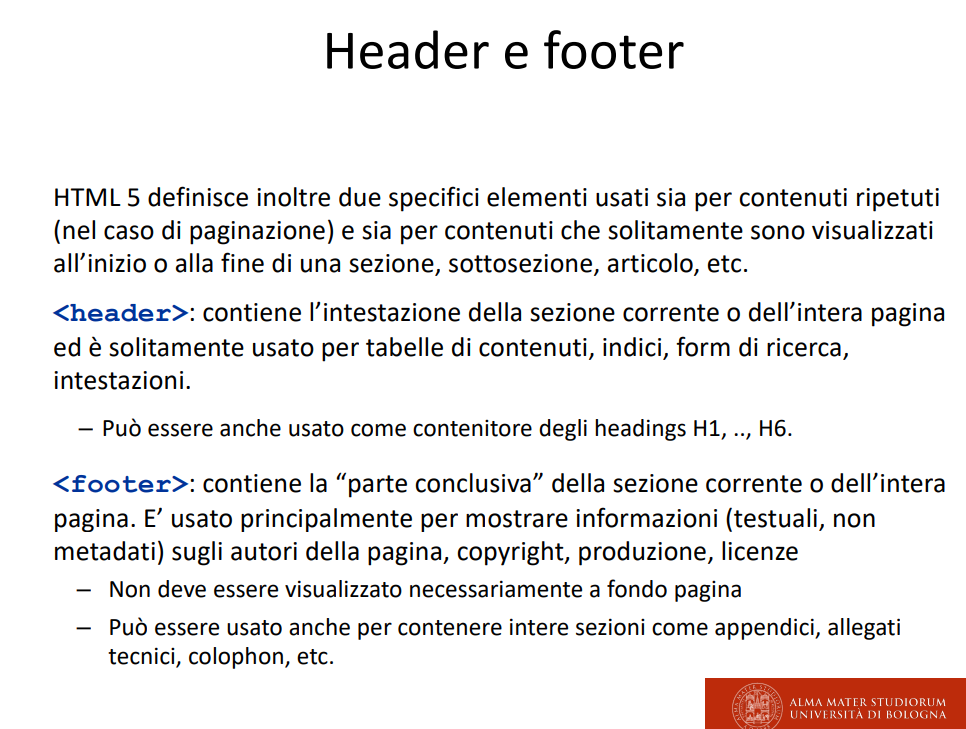 Header e footer
HTML 5 definisce inoltre due specifici elementi usati sia per contenuti ripetuti
(nel caso di paginazione) e sia per contenuti che solitamente sono visualizzati
all’inizio o alla fine di una sezione, sottosezione, articolo, etc.
<header>: contiene l’intestazione della sezione corrente o dell’intera pagina
ed è solitamente usato per tabelle di contenuti, indici, form di ricerca,
intestazioni.
– Può essere anche usato come contenitore degli headings H1, .., H6.
<footer>: contiene la “parte conclusiva” della sezione corrente o dell’intera
pagina. E’ usato principalmente per mostrare informazioni (testuali, non
metadati) sugli autori della pagina, copyright, produzione, licenze
– Non deve essere visualizzato necessariamente a fondo pagina
– Può essere usato anche per contenere intere sezioni come appendici, allegati
tecnici, colophon, etc.
ALMA MATER STUDIORUM
UNIVERSITÀ DI BOLOGNA